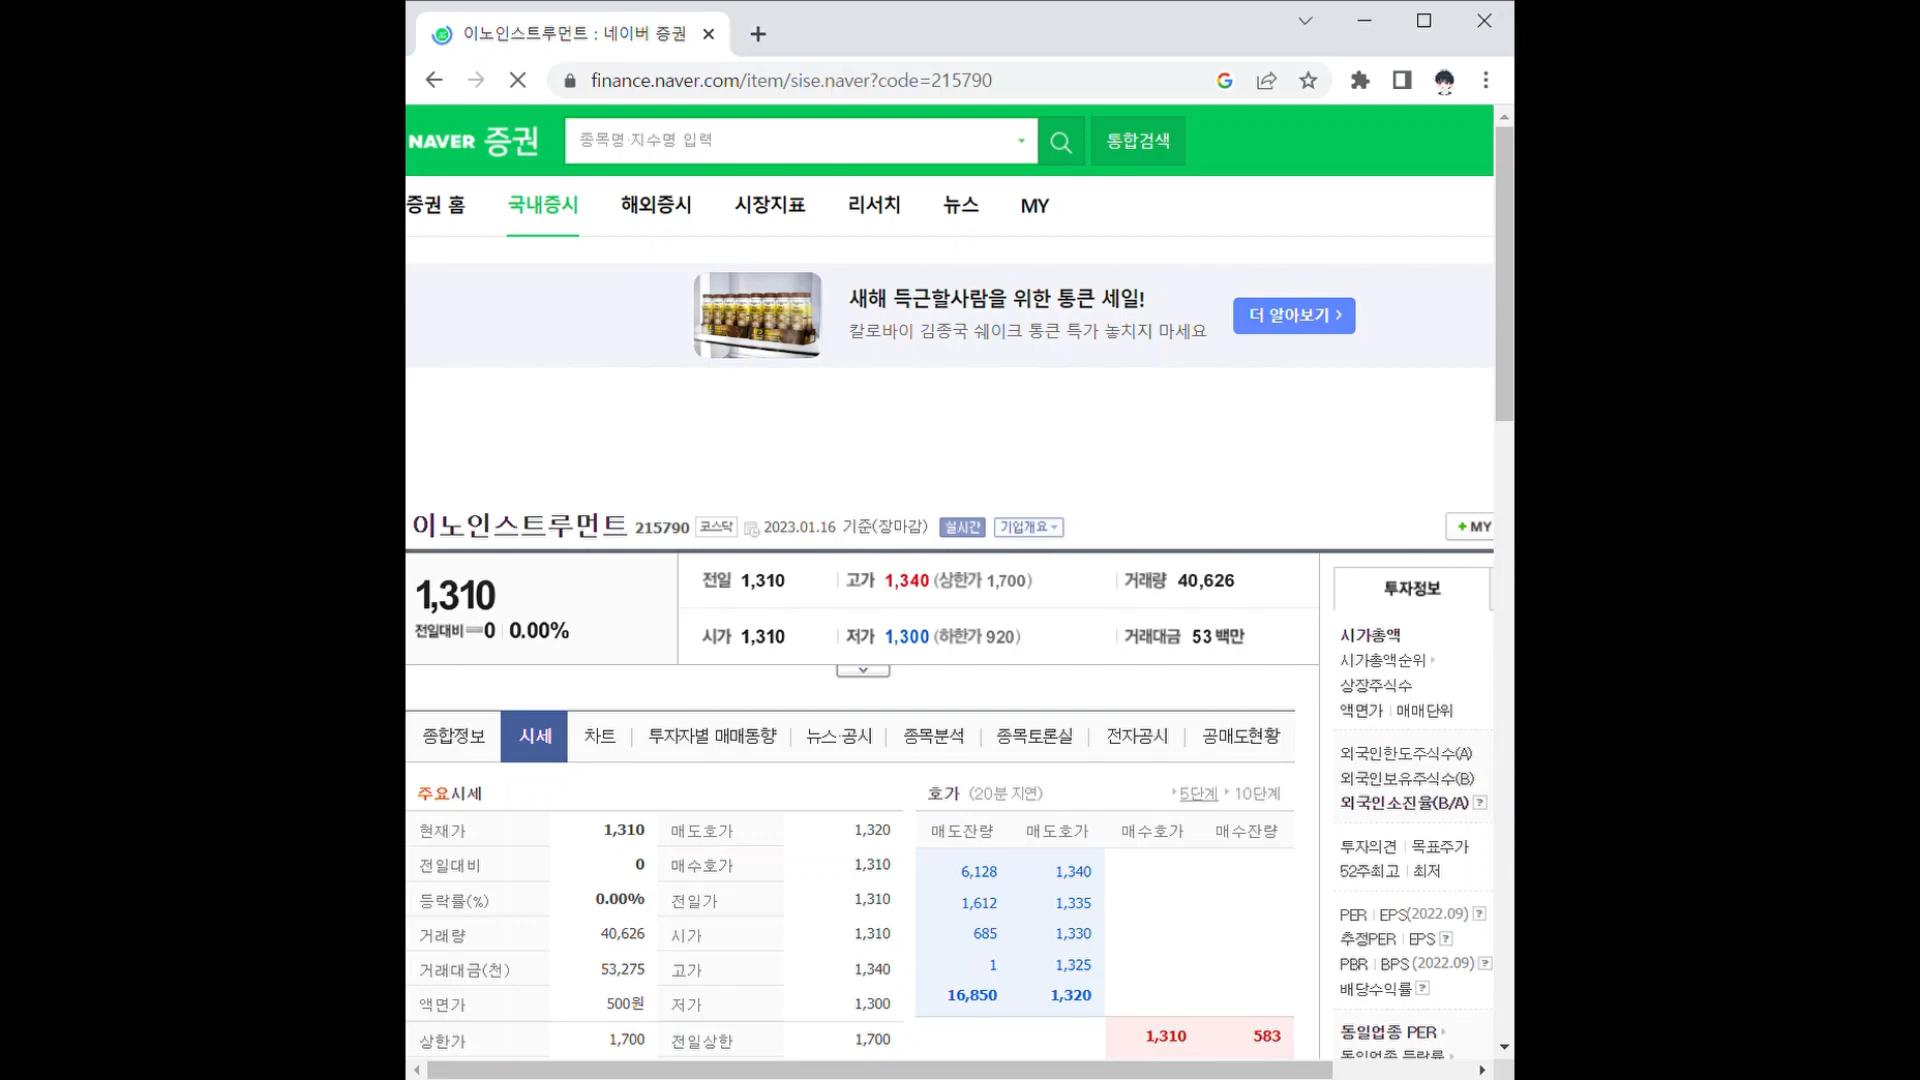 이노인스트루먼트 : 네이버 증권
finance.naver.com/item/sise.naver?code=215790
NAVER 증권 종목명·지수명 입력 통합검색
증권 홈 국내증시 해외증시 시장지표 리서치 뉴스 MY
새해 득근할사람을 위한 통큰 세일!
칼로바이 김종국 쉐이크 통큰 특가 놓치지 마세요
더 알아보기 >
이노인스트루먼트 215790 코스닥 2023.01.16 기준(장마감) 실시간 기업개요 + MY
1,310
전일대비 0 0.00%
전일 1,310 고가 1,340 (상한가 1,700) 거래량 40,626
시가 1,310 저가 1,300 (하한가 920) 거래대금 53 백만
종합정보 시세 차트 투자자별 매매동향 뉴스·공시 종목분석 종목토론실 전자공시 공매도현황
주요시세
현재가 1,310 매도호가 1,320
전일대비 0 매수호가 1,310
등락률(%) 0.00% 전일가 1,310
거래량 40,626 시가 1,310
거래대금(천) 53,275 고가 1,340
액면가 500원 저가 1,300
상한가 1,700 전일상한 1,700
호가 (20분 지연) 5단계 10단계
매도잔량 매도호가 매수호가 매수잔량
6,128 1,340
1,612 1,335
685 1,330
1 1,325
16,850 1,320
1,310 583
투자정보
시가총액
시가총액순위
상장주식수
액면가 | 매매단위
외국인한도주식수(A)
외국인보유주식수(B)
외국인소진율(B/A) ?
투자의견 | 목표주가
52주최고 | 최저
PER | EPS(2022.09) ?
추정PER | EPS ?
PBR | BPS (2022.09) ?
배당수익률 ?
동일업종 PER
동일업종 등락률